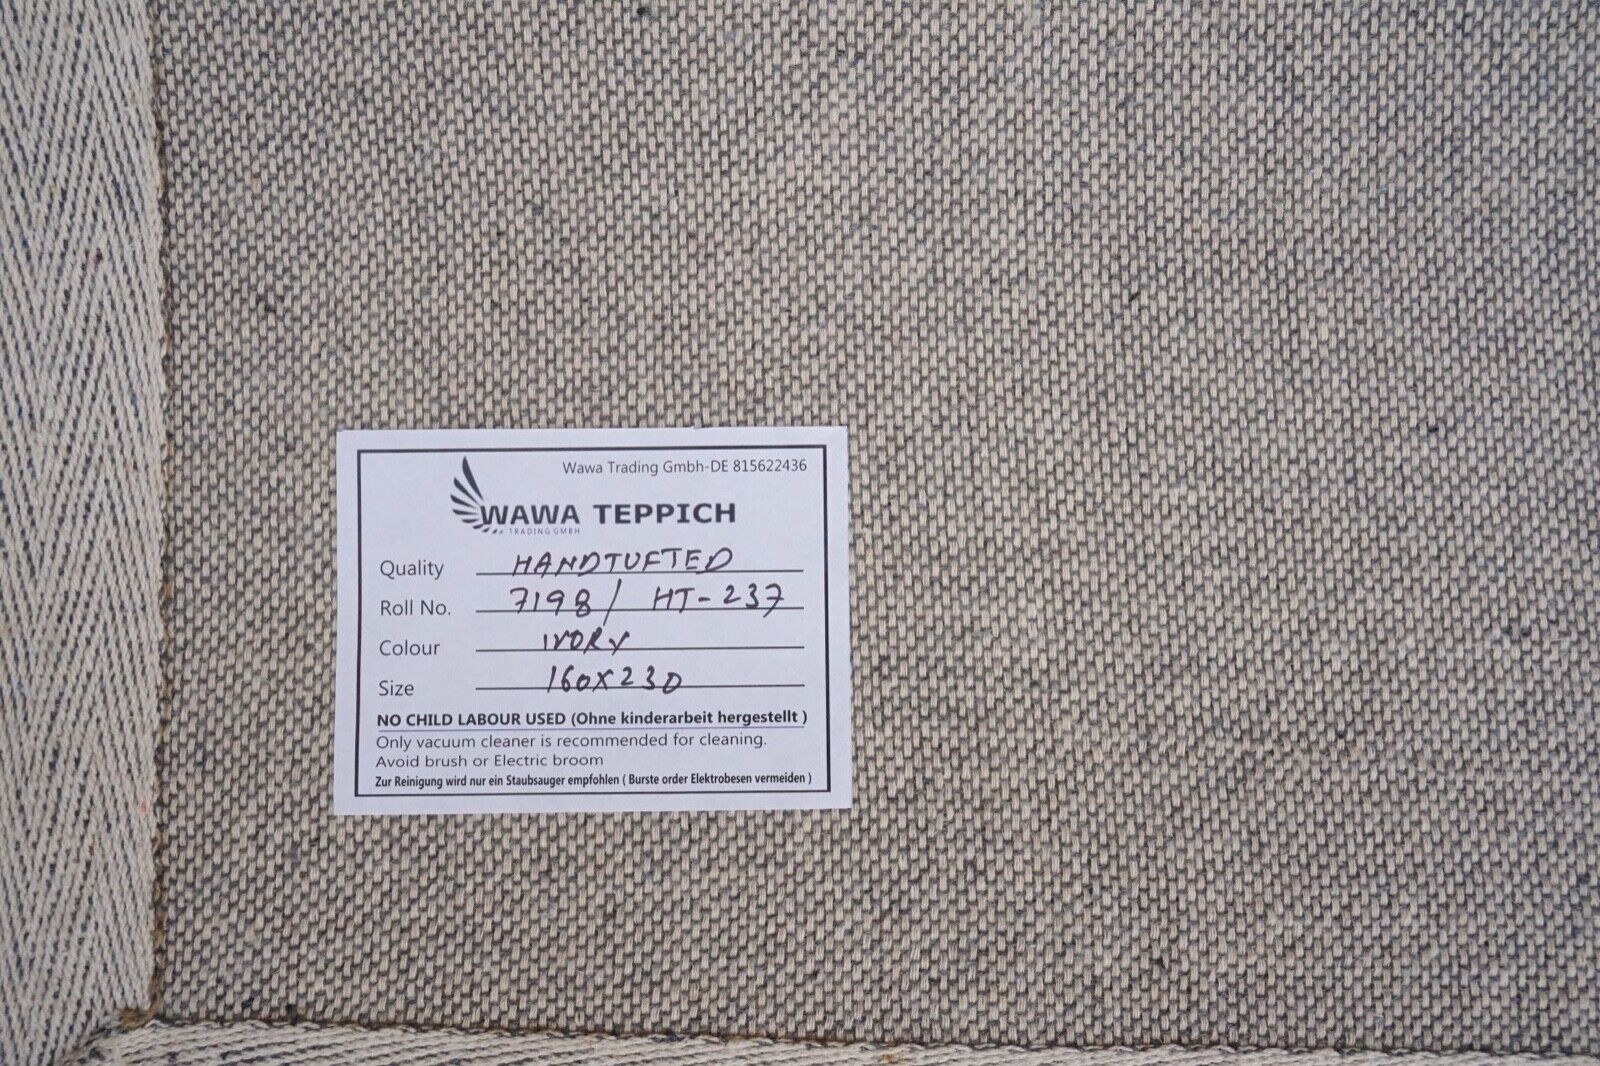 Wawa Trading Gmbh-DE 815622436
WAWA TEPPICH
TRADING GMBH
Quality HANDTUFTED
Roll No. 7198/ HT-237
Colour IVORY
Size 160X230
NO CHILD LABOUR USED (Ohne kinderarbeit hergestellt )
Only vacuum cleaner is recommended for cleaning.
Avoid brush or Electric broom
Zur Reinigung wird nur ein Staubsauger empfohlen ( Burste order Elektrobesen vermeiden )